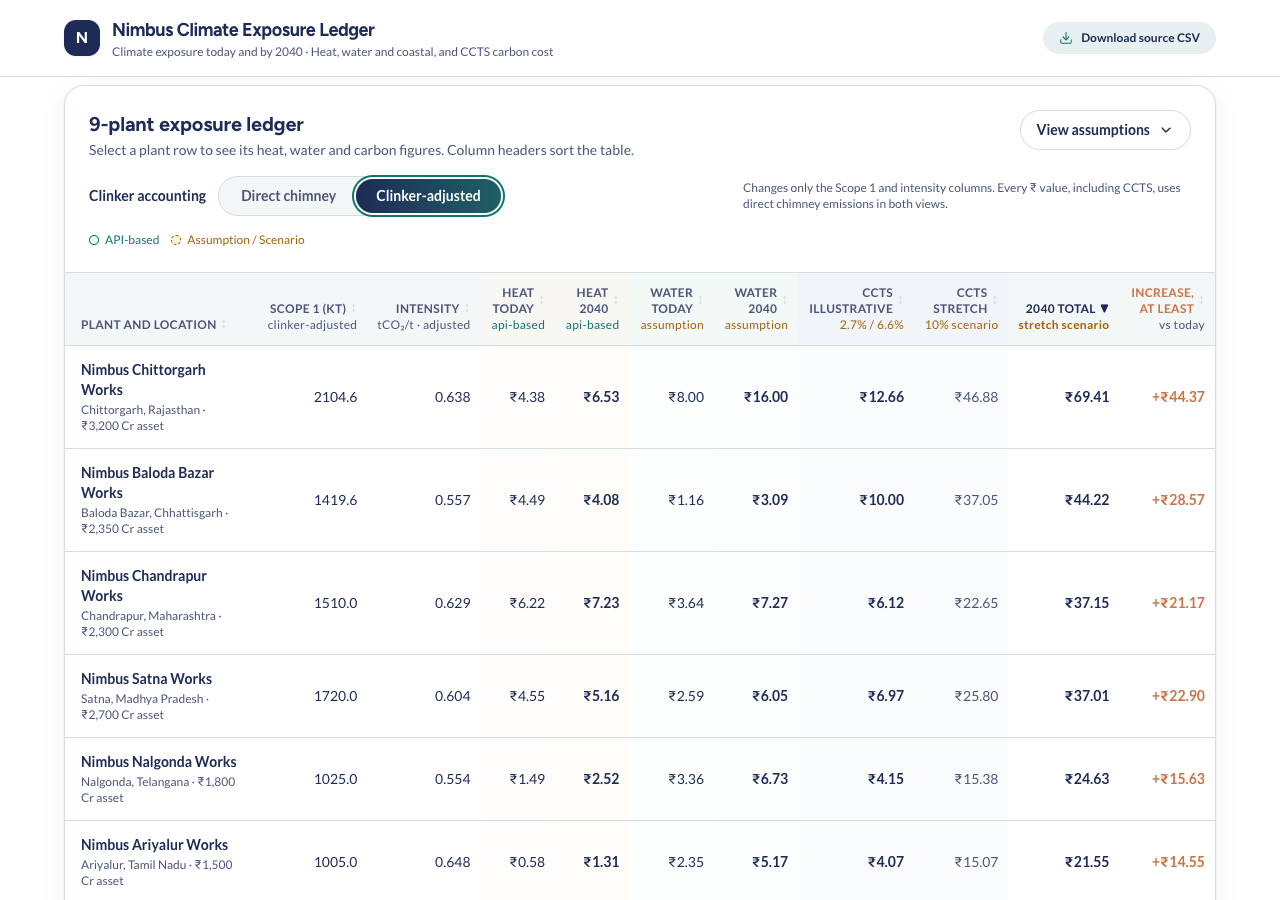 N
Nimbus Climate Exposure Ledger
Climate exposure today and by 2040 · Heat, water and coastal, and CCTS carbon cost
Download source CSV
9-plant exposure ledger
Select a plant row to see its heat, water and carbon figures. Column headers sort the table.
View assumptions
Clinker accounting Direct chimney Clinker-adjusted
Changes only the Scope 1 and intensity columns. Every ₹ value, including CCTS, uses
direct chimney emissions in both views.
API-based Assumption / Scenario
PLANT AND LOCATION ↕
SCOPE 1 (KT) ↕
clinker-adjusted
INTENSITY ↕
tCO₂/t · adjusted
HEAT
TODAY ↕
api-based
HEAT
2040 ↕
api-based
WATER
TODAY ↕
assumption
WATER
2040 ↕
assumption
CCTS
ILLUSTRATIVE ↕
2.7% / 6.6%
CCTS
STRETCH ↕
10% scenario
2040 TOTAL ▼
stretch scenario
INCREASE,
AT LEAST ↕
vs today
Nimbus Chittorgarh
Works
Chittorgarh, Rajasthan ·
₹3,200 Cr asset
2104.6 0.638 ₹4.38 ₹6.53 ₹8.00 ₹16.00 ₹12.66 ₹46.88 ₹69.41 +₹44.37
Nimbus Baloda Bazar
Works
Baloda Bazar, Chhattisgarh ·
₹2,350 Cr asset
1419.6 0.557 ₹4.49 ₹4.08 ₹1.16 ₹3.09 ₹10.00 ₹37.05 ₹44.22 +₹28.57
Nimbus Chandrapur
Works
Chandrapur, Maharashtra ·
₹2,300 Cr asset
1510.0 0.629 ₹6.22 ₹7.23 ₹3.64 ₹7.27 ₹6.12 ₹22.65 ₹37.15 +₹21.17
Nimbus Satna Works
Satna, Madhya Pradesh ·
₹2,700 Cr asset
1720.0 0.604 ₹4.55 ₹5.16 ₹2.59 ₹6.05 ₹6.97 ₹25.80 ₹37.01 +₹22.90
Nimbus Nalgonda Works
Nalgonda, Telangana · ₹1,800
Cr asset
1025.0 0.554 ₹1.49 ₹2.52 ₹3.36 ₹6.73 ₹4.15 ₹15.38 ₹24.63 +₹15.63
Nimbus Ariyalur Works
Ariyalur, Tamil Nadu · ₹1,500
Cr asset
1005.0 0.648 ₹0.58 ₹1.31 ₹2.35 ₹5.17 ₹4.07 ₹15.07 ₹21.55 +₹14.55